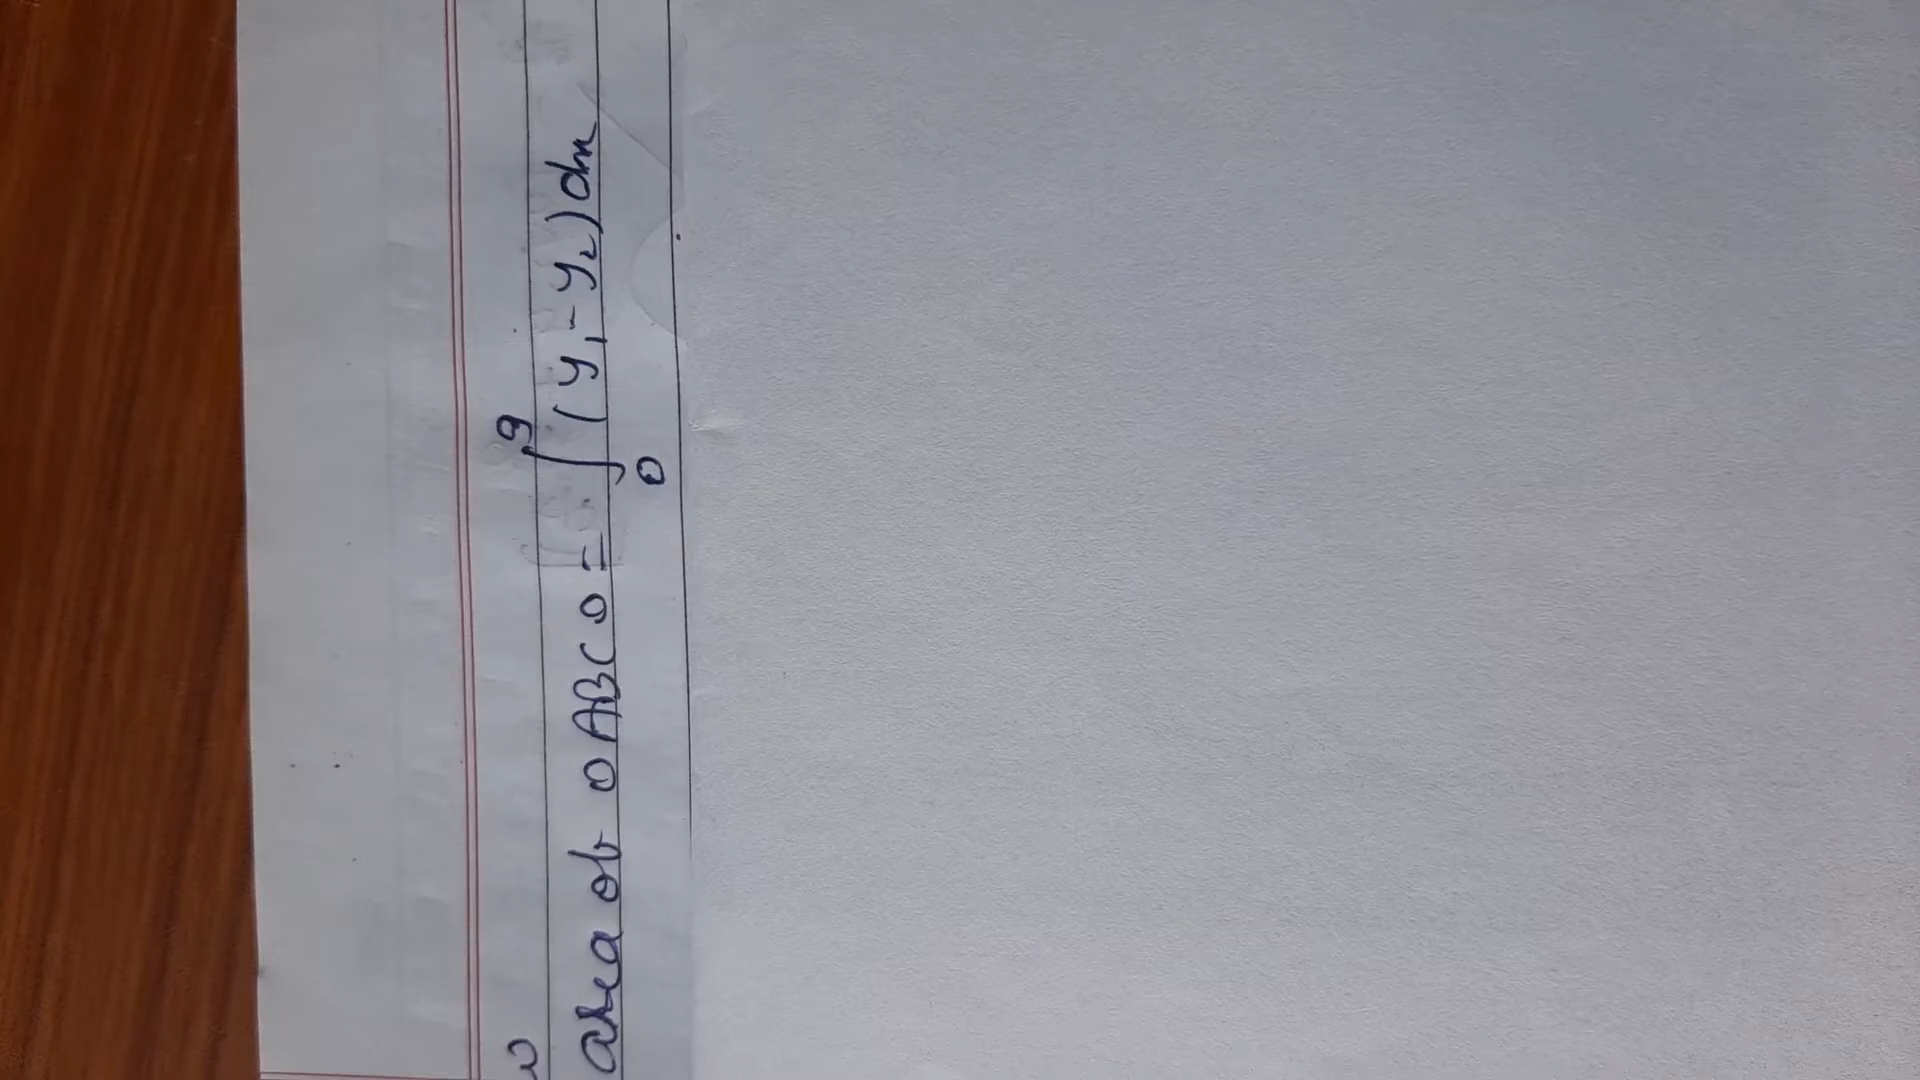 area of OABCO = ∫₀⁹ (y₁ - y₂) dx